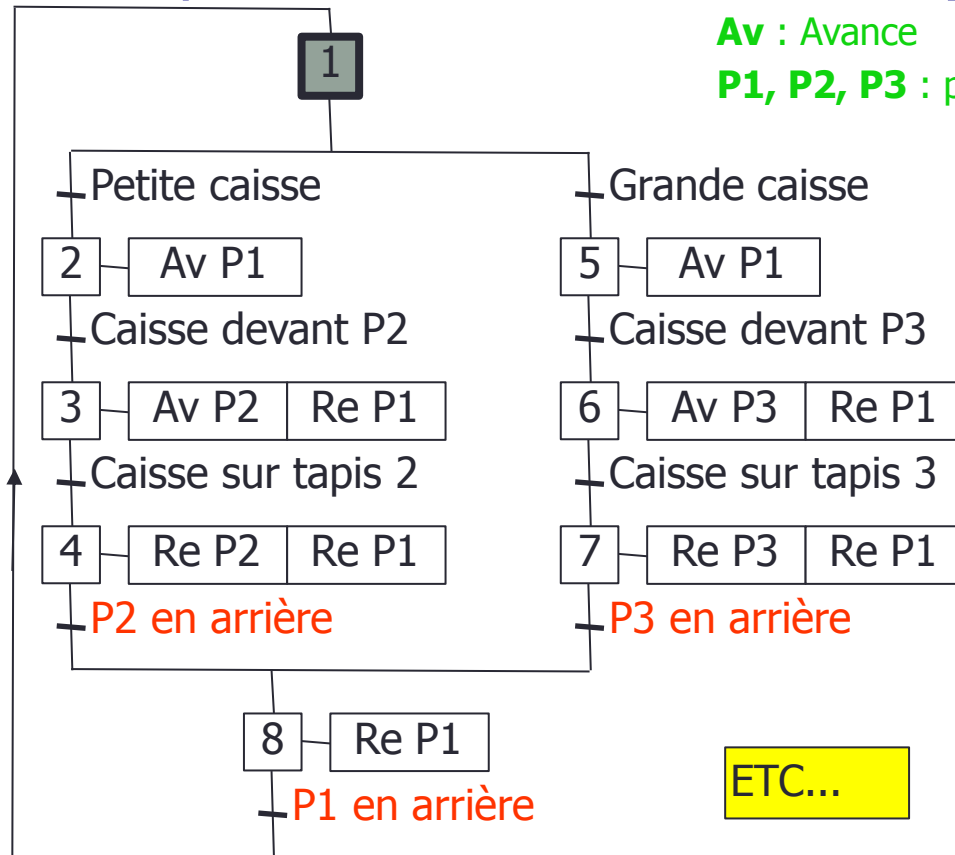 Av : Avance
P1, P2, P3 :
1
Petite caisse
Grande caisse
2 Av P1
5 Av P1
Caisse devant P2
Caisse devant P3
3 Av P2 Re P1
6 Av P3 Re P1
Caisse sur tapis 2
Caisse sur tapis 3
4 Re P2 Re P1
7 Re P3 Re P1
P2 en arrière
P3 en arrière
8 Re P1
ETC...
P1 en arrière